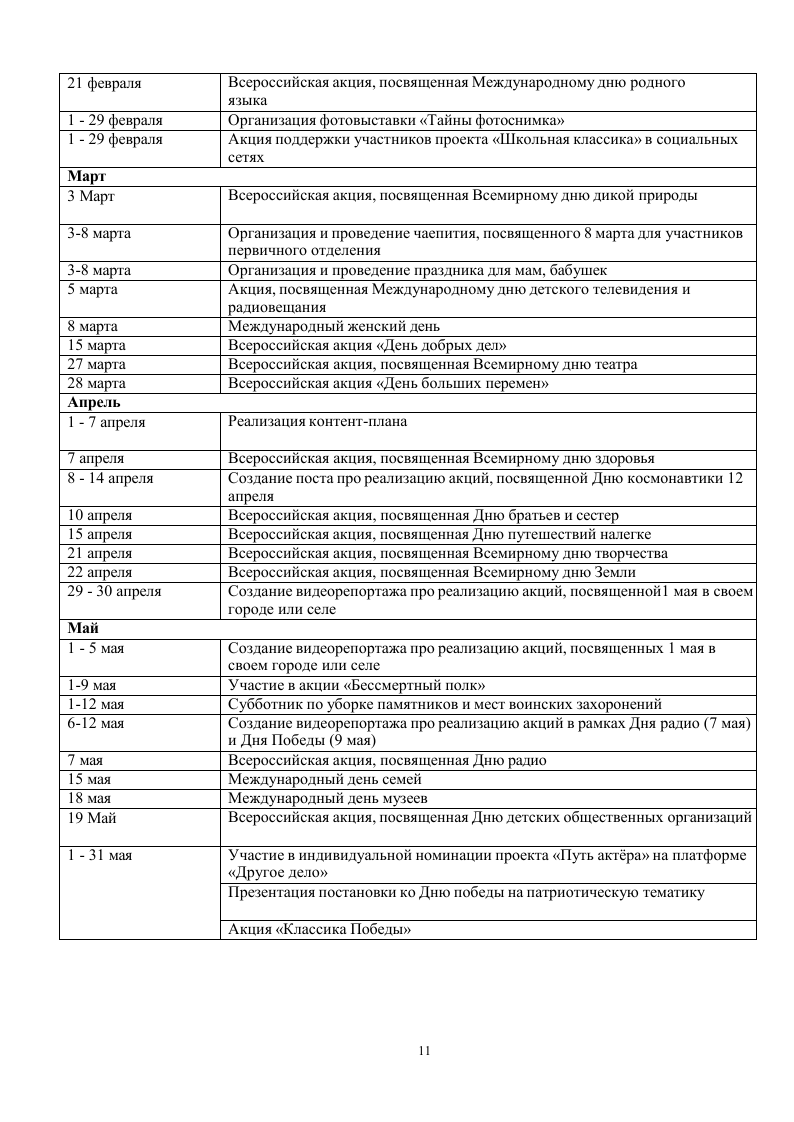 21 февраля
Всероссийская акция, посвященная Международному дню родного
языка
1 - 29 февраля
Организация фотовыставки «Тайны фотоснимка»
1 - 29 февраля
Акция поддержки участников проекта «Школьная классика» в социальных
сетях
Март
3 Март
Всероссийская акция, посвященная Всемирному дню дикой природы
3-8 марта
Организация и проведение чаепития, посвященного 8 марта для участников
первичного отделения
3-8 марта
Организация и проведение праздника для мам, бабушек
5 марта
Акция, посвященная Международному дню детского телевидения и
радиовещания
8 марта
Международный женский день
15 марта
Всероссийская акция «День добрых дел»
27 марта
Всероссийская акция, посвященная Всемирному дню театра
28 марта
Всероссийская акция «День больших перемен»
Апрель
1 - 7 апреля
Реализация контент-плана
7 апреля
Всероссийская акция, посвященная Всемирному дню здоровья
8 - 14 апреля
Создание поста про реализацию акций, посвященной Дню космонавтики 12
апреля
10 апреля
Всероссийская акция, посвященная Дню братьев и сестер
15 апреля
Всероссийская акция, посвященная Дню путешествий налегке
21 апреля
Всероссийская акция, посвященная Всемирному дню творчества
22 апреля
Всероссийская акция, посвященная Всемирному дню Земли
29 - 30 апреля
Создание видеорепортажа про реализацию акций, посвященной1 мая в своем
городе или селе
Май
1 - 5 мая
Создание видеорепортажа про реализацию акций, посвященных 1 мая в
своем городе или селе
1-9 мая
Участие в акции «Бессмертный полк»
1-12 мая
Субботник по уборке памятников и мест воинских захоронений
6-12 мая
Создание видеорепортажа про реализацию акций в рамках Дня радио (7 мая)
и Дня Победы (9 мая)
7 мая
Всероссийская акция, посвященная Дню радио
15 мая
Международный день семей
18 мая
Международный день музеев
19 Май
Всероссийская акция, посвященная Дню детских общественных организаций
1 - 31 мая
Участие в индивидуальной номинации проекта «Путь актёра» на платформе
«Другое дело»
Презентация постановки ко Дню победы на патриотическую тематику
Акция «Классика Победы»
11